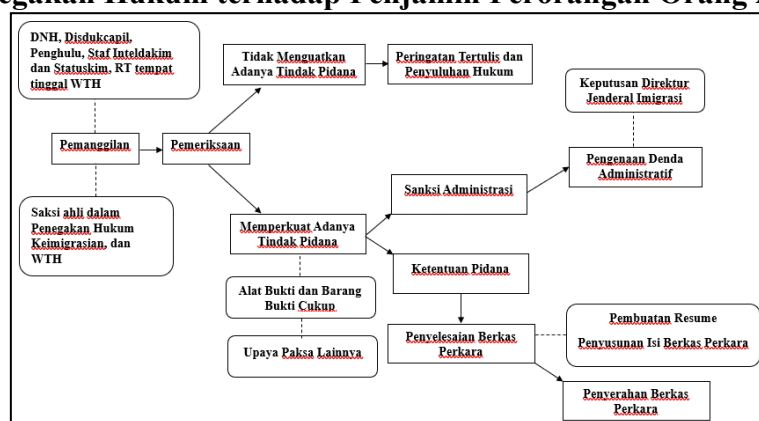 egakan Hukum terhadap Penjamin Perorangan Orang
DNH, Disdukcapil,
Penghulu, Staf Inteldakim
dan Statuskim, RT tempat
tinggal WTH
Tidak Menguatkan
Adanya Tindak Pidana
Peringatan Tertulis dan
Penyuluhan Hukum
Keputusan Direktur
Jenderal Imigrasi
Pemanggilan
Pemeriksaan
Pengenaan Denda
Administratif
Sanksi Administrasi
Saksi ahli dalam
Penegakan Hukum
Keimigrasian, dan
WTH
Memperkuat Adanya
Tindak Pidana
Ketentuan Pidana
Alat Bukti dan Barang
Bukti Cukup
Pembuatan Resume
Penyusunan Isi Berkas Perkara
Penyelesaian Berkas
Perkara
Upaya Paksa Lainnya
Penyerahan Berkas
Perkara